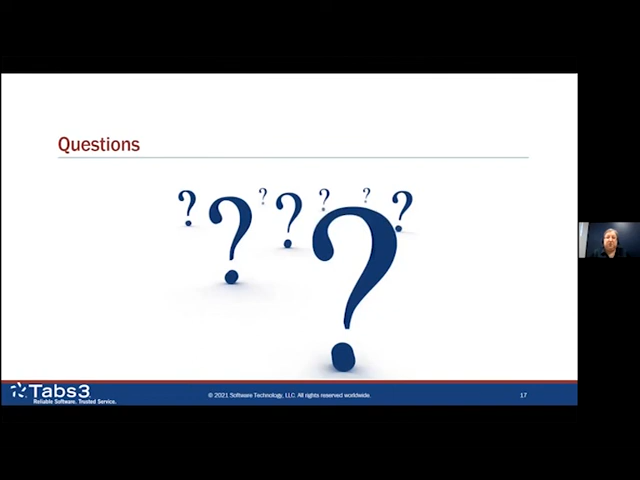 Questions
? ? ? ? ? ? ? ?
Tabs3
Reliable Software. Trusted Service.
© 2021 Software Technology, LLC. All rights reserved worldwide.
17